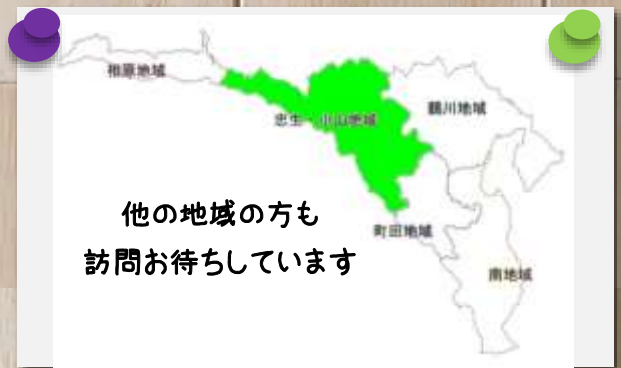 相原地域
忠生・小山地域
鶴川地域
他の地域の方も
訪問お待ちしています
町田地域
南地域